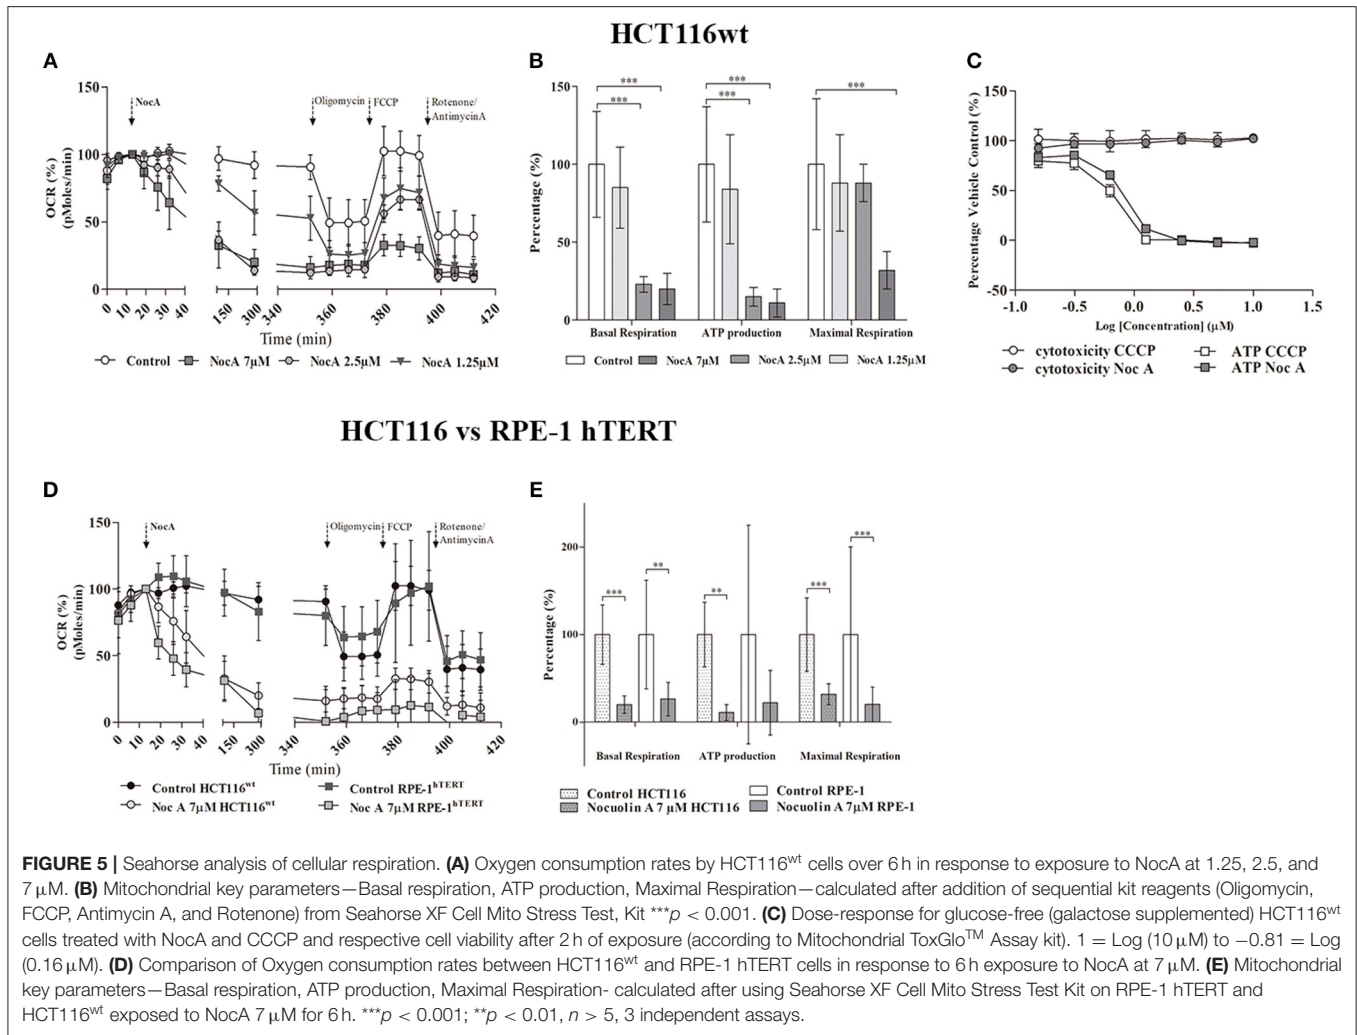 HCT116wt
A
150
100
50
0
OCR (%)
(pMoles/min)
NocA
Oligomycin
FCCP
Rotenone/
AntimycinA
0 10 20 30 40 150 300 340 360 380 400 420
Time (min)
Control NocA 7µM NocA 2.5µM NocA 1.25µM
B
150
100
50
0
Percentage (%)
*** *** *** *** ***
Basal Respiration ATP production Maximal Respiration
Control NocA 7µM NocA 2.5µM NocA 1.25µM
C
150
100
50
0
-50
Percentage Vehicle Control (%)
-1.0 -0.5 0.0 0.5 1.0 1.5
Log [Concentration] (µM)
cytotoxicity CCCP ATP CCCP
cytotoxicity Noc A ATP Noc A
HCT116 vs RPE-1 hTERT
D
150
100
50
0
OCR (%)
(pMoles/min)
NocA
Oligomycin
FCCP
Rotenone/
AntimycinA
0 10 20 30 40 150 300 340 360 380 400 420
Time (min)
Control HCT116wt Control RPE-1hTERT
Noc A 7µM HCT116wt Noc A 7µM RPE-1hTERT
E
200
100
0
Percentage (%)
*** ** ** *** ***
Basal Respiration ATP production Maximal Respiration
Control HCT116 Control RPE-1
Nocuolin A 7 µM HCT116 Nocuolin A 7µM RPE-1
FIGURE 5 | Seahorse analysis of cellular respiration. (A) Oxygen consumption rates by HCT116wt cells over 6 h in response to exposure to NocA at 1.25, 2.5, and
7 µM. (B) Mitochondrial key parameters—Basal respiration, ATP production, Maximal Respiration—calculated after addition of sequential kit reagents (Oligomycin,
FCCP, Antimycin A, and Rotenone) from Seahorse XF Cell Mito Stress Test, Kit ***p < 0.001. (C) Dose-response for glucose-free (galactose supplemented) HCT116wt
cells treated with NocA and CCCP and respective cell viability after 2 h of exposure (according to Mitochondrial ToxGlo™ Assay kit). 1 = Log (10 µM) to −0.81 = Log
(0.16 µM). (D) Comparison of Oxygen consumption rates between HCT116wt and RPE-1 hTERT cells in response to 6 h exposure to NocA at 7 µM. (E) Mitochondrial
key parameters—Basal respiration, ATP production, Maximal Respiration- calculated after using Seahorse XF Cell Mito Stress Test Kit on RPE-1 hTERT and
HCT116wt exposed to NocA 7 µM for 6 h. ***p < 0.001; **p < 0.01, n > 5, 3 independent assays.